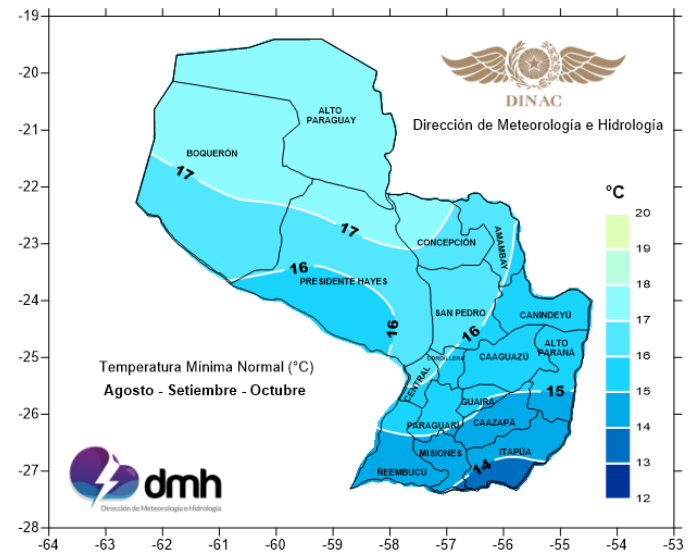 -19
-20
-21
-22
-23
-24
-25
-26
-27
-28
-64
-63
-62
-61
-60
-59
-58
-57
-56
-55
-54
-53
DINAC
Dirección de Meteorología e Hidrología
°C
20
19
18
17
16
15
14
13
12
ALTO
PARAGUAY
BOQUERÓN
17
17
CONCEPCIÓN
AMAMBAY
16
PRESIDENTE HAYES
16
SAN PEDRO
16
CANINDEYÚ
CORDILLERA
CAAGUAZÚ
ALTO
PARANÁ
CENTRAL
15
GUAIRÁ
PARAGUARÍ
CAAZAPÁ
MISIONES
ITAPÚA
14
ÑEEMBUCÚ
Temperatura Mínima Normal (°C)
Agosto - Setiembre - Octubre
dmh
Dirección de Meteorología e Hidrología